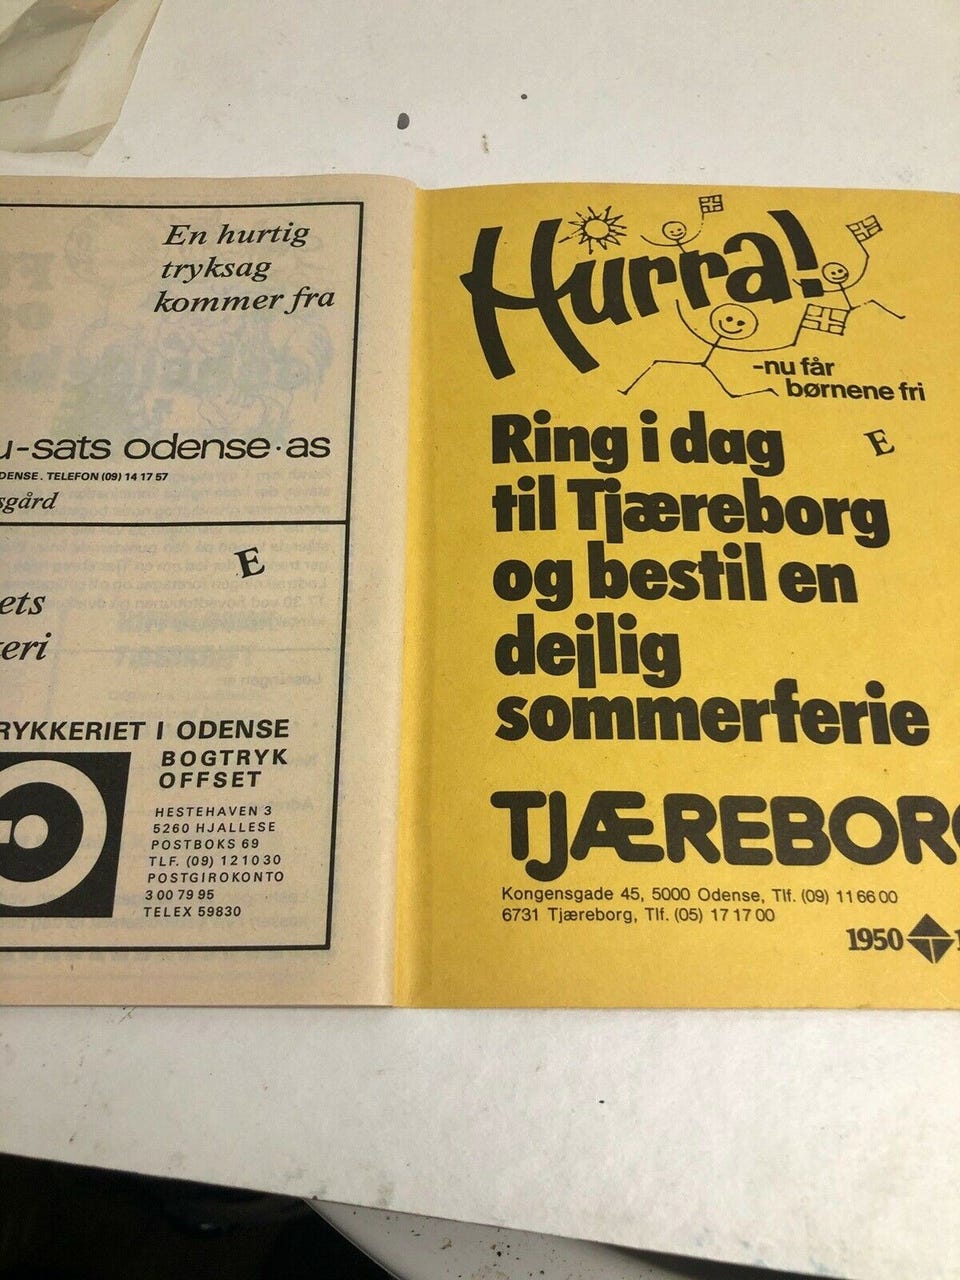 En hurtig
tryksag
kommer fra
u-sats odense·as
DENSE. TELEFON (09) 14 17 57
sgård
E
ets
eri
RYKKERIET I ODENSE
BOGTRYK
OFFSET
HESTEHAVEN 3
5260 HJALLESE
POSTBOKS 69
TLF. (09) 121030
POSTGIROKONTO
3 00 79 95
TELEX 59830
Hurra!
-nu får
børnene fri
E
Ring i dag
til Tjæreborg
og bestil en
dejlig
sommerferie
TJÆREBORG
Kongensgade 45, 5000 Odense, Tlf. (09) 11 66 00
6731 Tjæreborg, Tlf. (05) 17 17 00
1950 1